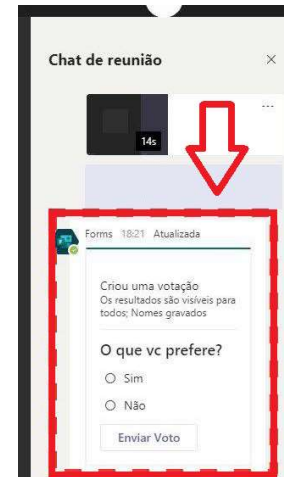 Chat de reunião
14s
Forms 18:21 Atualizada
Criou uma votação
Os resultados são visíveis para
todos; Nomes gravados
O que vc prefere?
Sim
Não
Enviar Voto